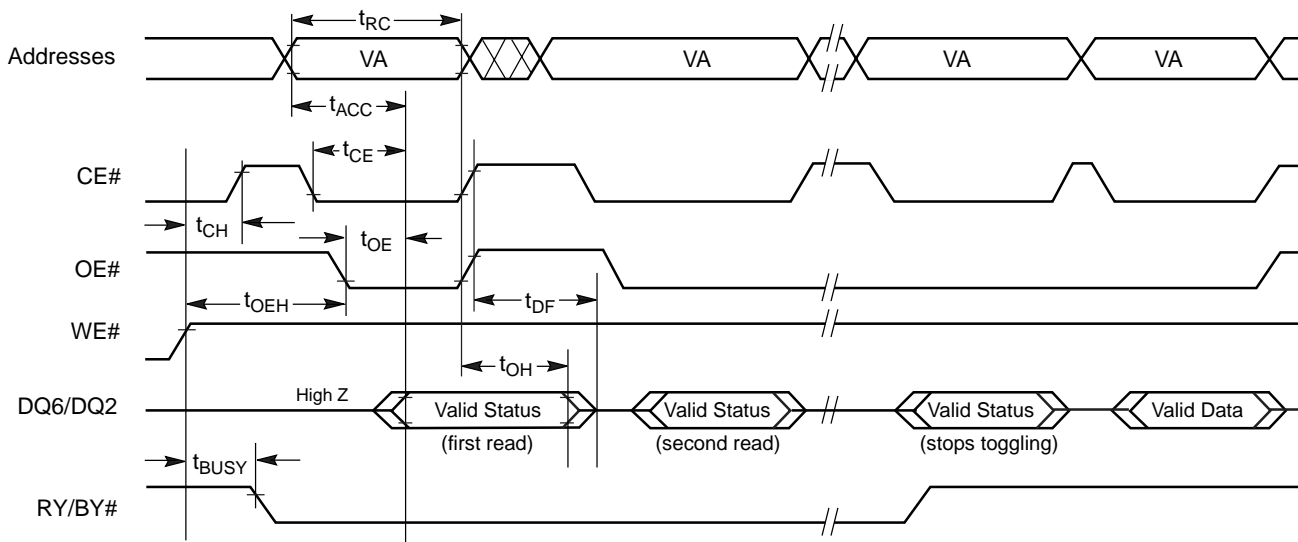 tRC
Addresses VA VA VA VA
tACC
tCE
CE#
tCH
tOE
OE#
tOEH
tDF
WE#
tOH
High Z
DQ6/DQ2 Valid Status Valid Status Valid Status Valid Data
(first read) (second read) (stops toggling)
tBUSY
RY/BY#